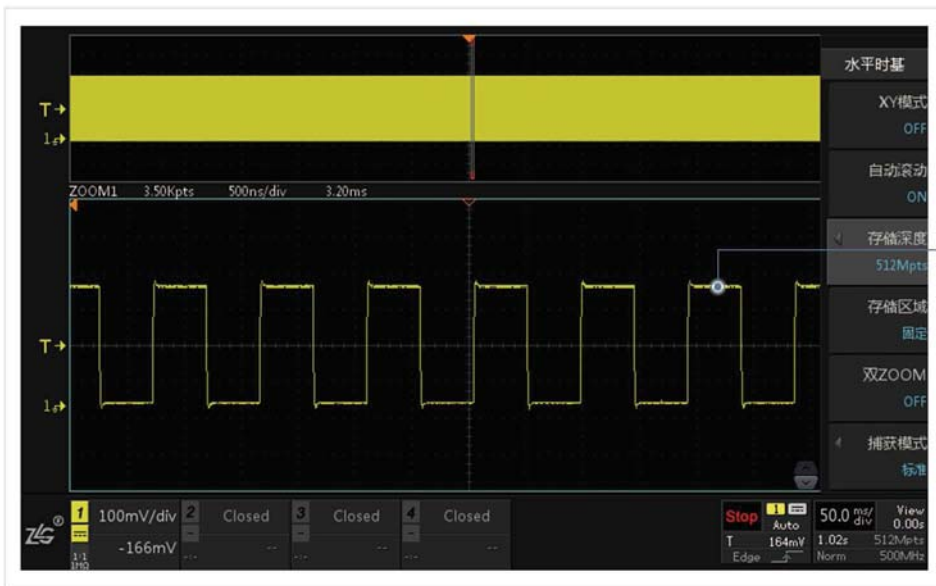 水平时基
XY模式
OFF
自动滚动
ON
存储深度
512Mpts
存储区域
固定
双ZOOM
OFF
捕获模式
标准
T
1
ZOOM1 3.50Kpts 500ns/div 3.20ms
T
1
ZLG®
1 100mV/div 2 Closed 3 Closed 4 Closed
-166mV -- -- --
1:1 -:- -:- -:-
1MΩ
Stop 1 Auto 50.0 ms/div View 0.00s
T 164mV 1.02s 512Mpts
Edge Norm 500MHz